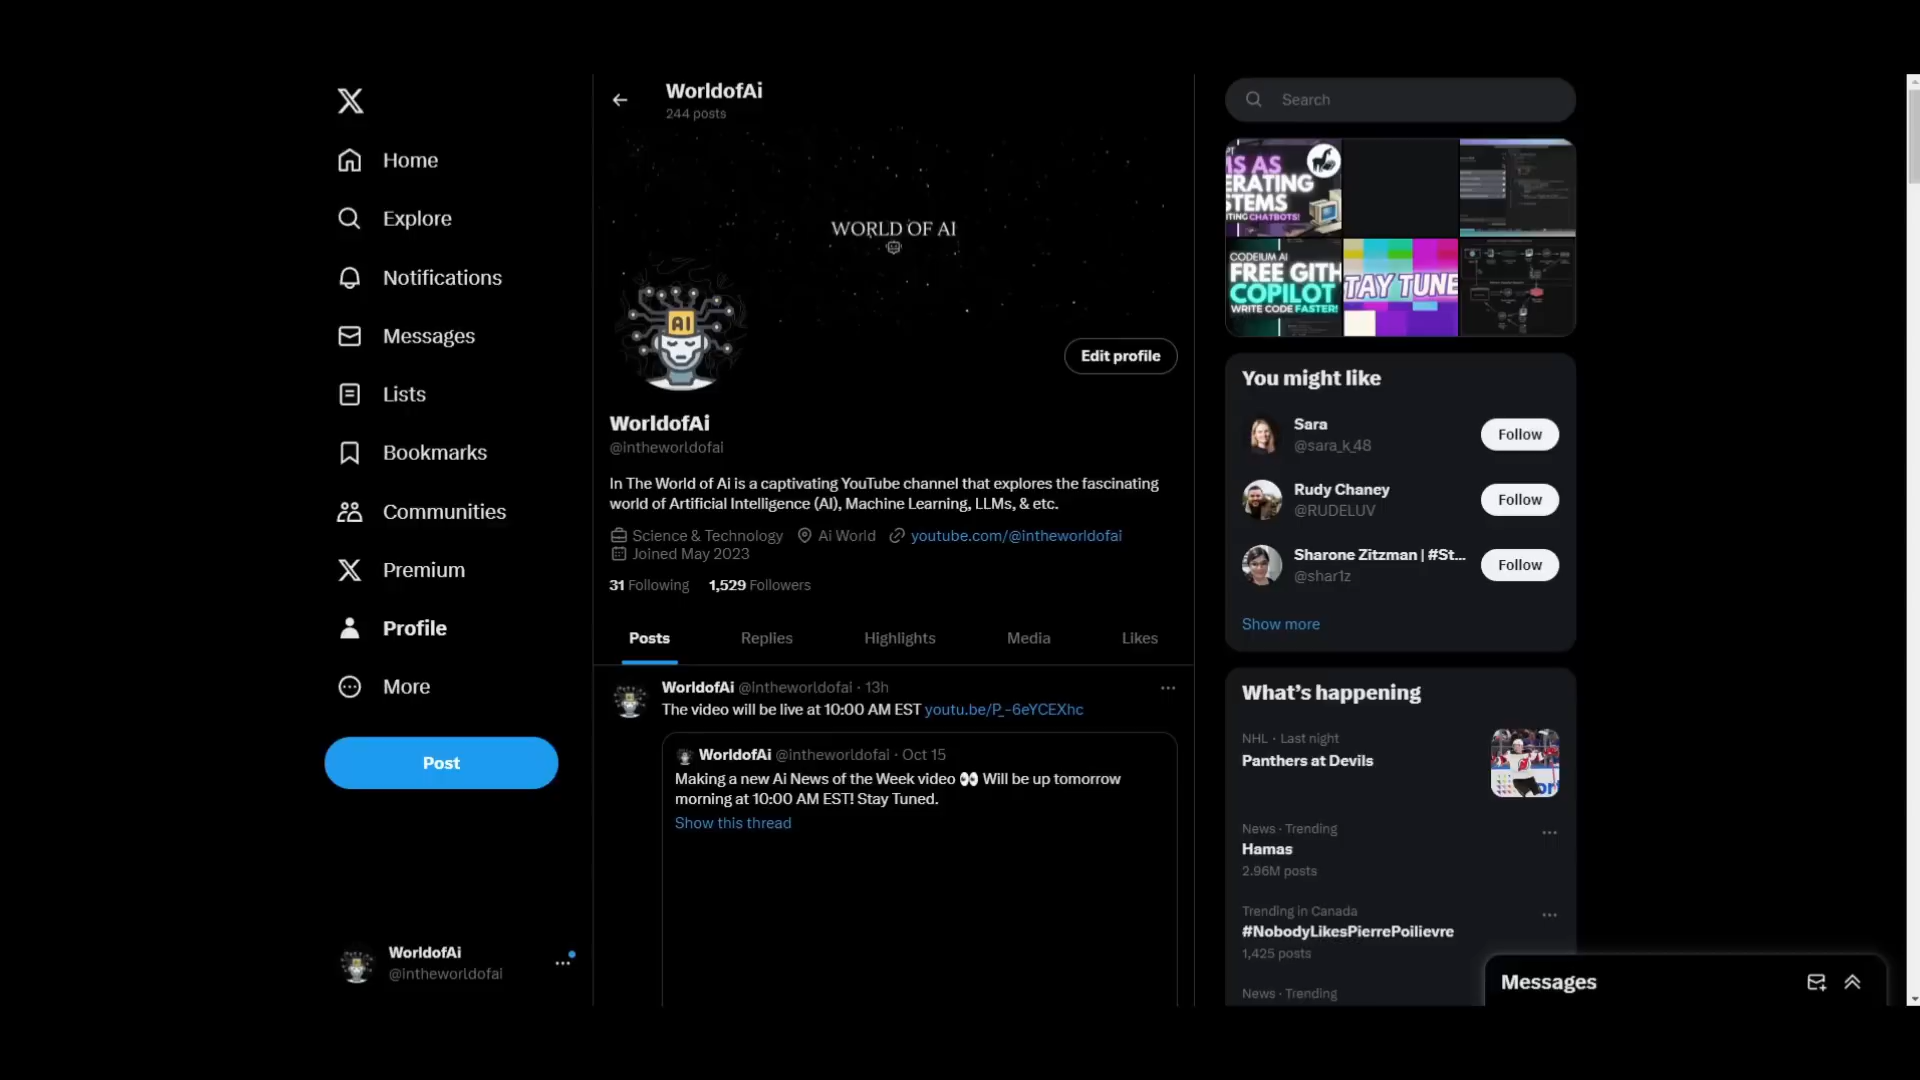 Home
Explore
Notifications
Messages
Lists
Bookmarks
Communities
Premium
Profile
More
Post
WorldofAi
@intheworldofai
WorldofAi
244 posts
WORLD OF AI
AI
Edit profile
WorldofAi
@intheworldofai
In The World of Ai is a captivating YouTube channel that explores the fascinating
world of Artificial Intelligence (AI), Machine Learning, LLMs, & etc.
Science & Technology Ai World youtube.com/@intheworldofai
Joined May 2023
31 Following 1,529 Followers
Posts Replies Highlights Media Likes
WorldofAi @intheworldofai · 13h
The video will be live at 10:00 AM EST youtu.be/P_-6eYCEXhc
WorldofAi @intheworldofai · Oct 15
Making a new Ai News of the Week video 👀 Will be up tomorrow
morning at 10:00 AM EST! Stay Tuned.
Show this thread
Search
MS AS
ERATING
STEMS
TING CHATBOTS!
CODEIUM AI
FREE GITH
COPILOT
WRITE CODE FASTER!
TAY TUNE
You might like
Sara
@sara_k_48
Follow
Rudy Chaney
@RUDELUV
Follow
Sharone Zitzman | #St...
@shar1z
Follow
Show more
What's happening
NHL · Last night
Panthers at Devils
News · Trending
Hamas
2.96M posts
Trending in Canada
#NobodyLikesPierrePoilievre
1,425 posts
News · Trending
Messages